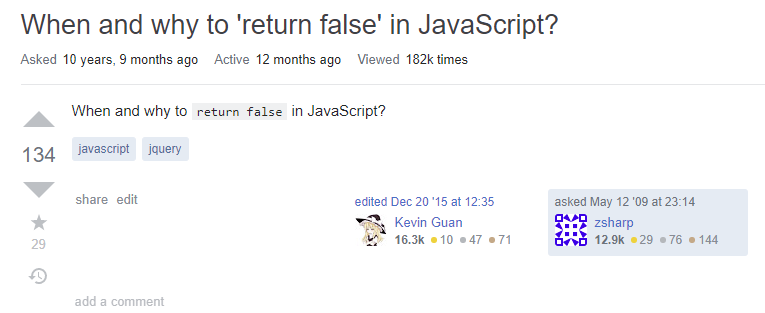 When and why to 'return false' in JavaScript?
Asked 10 years, 9 months ago Active 12 months ago Viewed 182k times
When and why to return false in JavaScript?
134
javascript jquery
share edit
edited Dec 20 '15 at 12:35
Kevin Guan
16.3k 10 47 71
asked May 12 '09 at 23:14
zsharp
12.9k 29 76 144
29
add a comment